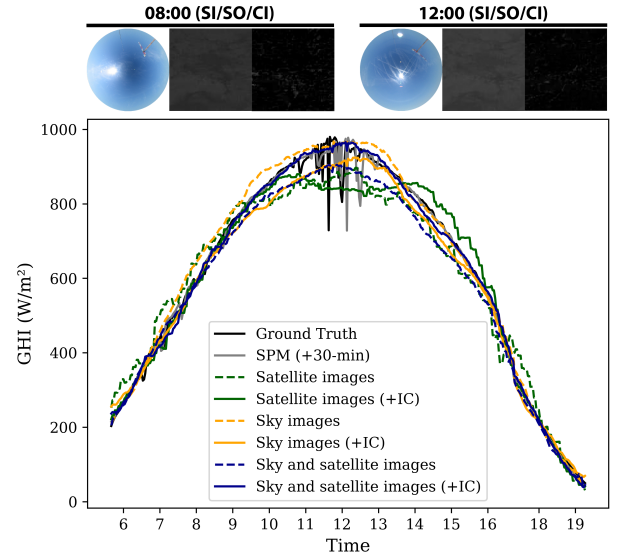 08:00 (SI/SO/CI)
12:00 (SI/SO/CI)
1000
800
600
400
200
0
GHI (W/m²)
Ground Truth
SPM (+30-min)
Satellite images
Satellite images (+IC)
Sky images
Sky images (+IC)
Sky and satellite images
Sky and satellite images (+IC)
6 7 8 9 10 11 12 13 14 15 16 18 19
Time